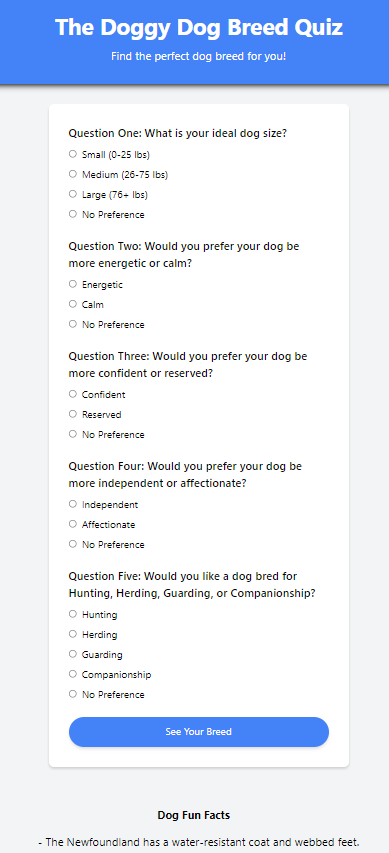 The Doggy Dog Breed Quiz
Find the perfect dog breed for you!
Question One: What is your ideal dog size?
Small (0-25 lbs)
Medium (26-75 lbs)
Large (76+ lbs)
No Preference
Question Two: Would you prefer your dog be
more energetic or calm?
Energetic
Calm
No Preference
Question Three: Would you prefer your dog be
more confident or reserved?
Confident
Reserved
No Preference
Question Four: Would you prefer your dog be
more independent or affectionate?
Independent
Affectionate
No Preference
Question Five: Would you like a dog bred for
Hunting, Herding, Guarding, or Companionship?
Hunting
Herding
Guarding
Companionship
No Preference
See Your Breed
Dog Fun Facts
- The Newfoundland has a water-resistant coat and webbed feet.